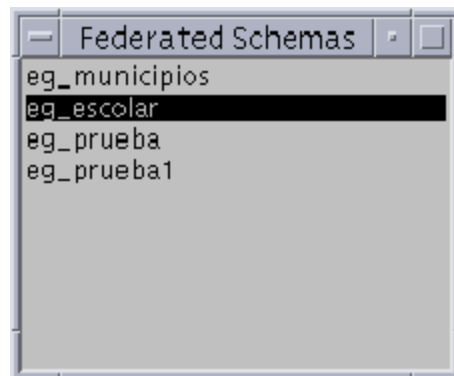 Federated Schemas
eg_municipios
eg_escolar
eg_prueba
eg_prueba1